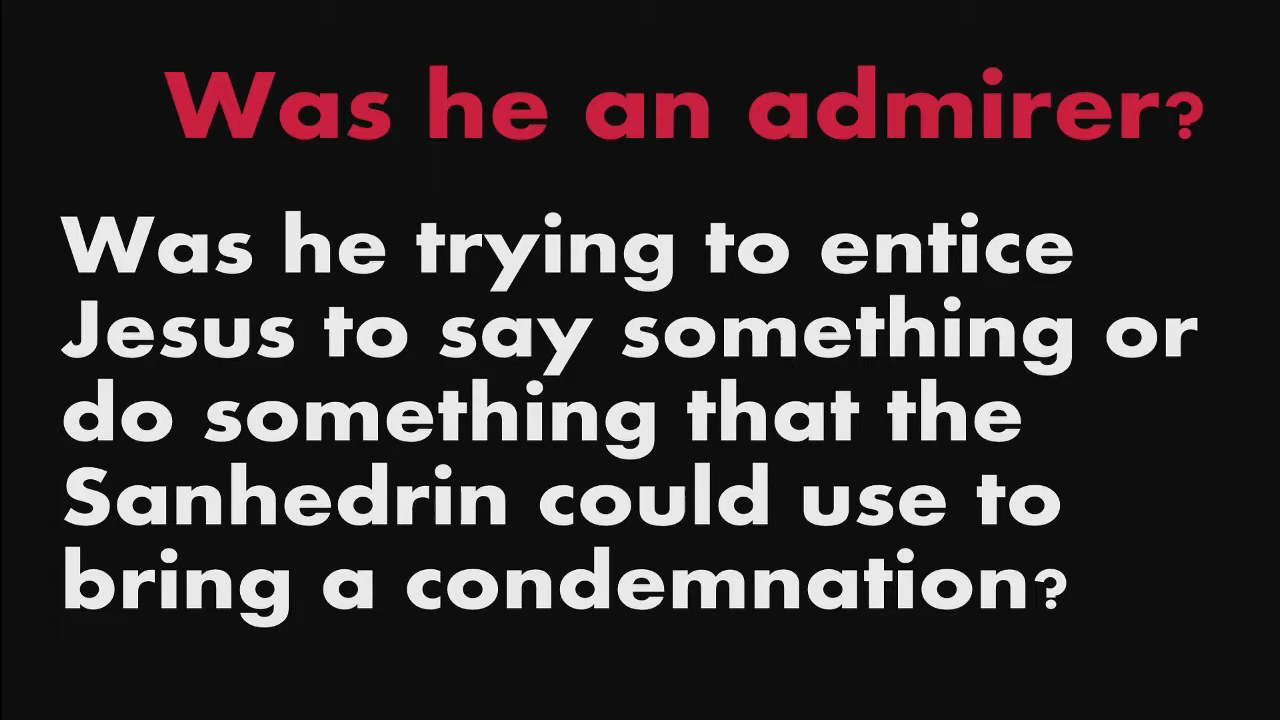 Was he an admirer?
Was he trying to entice
Jesus to say something or
do something that the
Sanhedrin could use to
bring a condemnation?